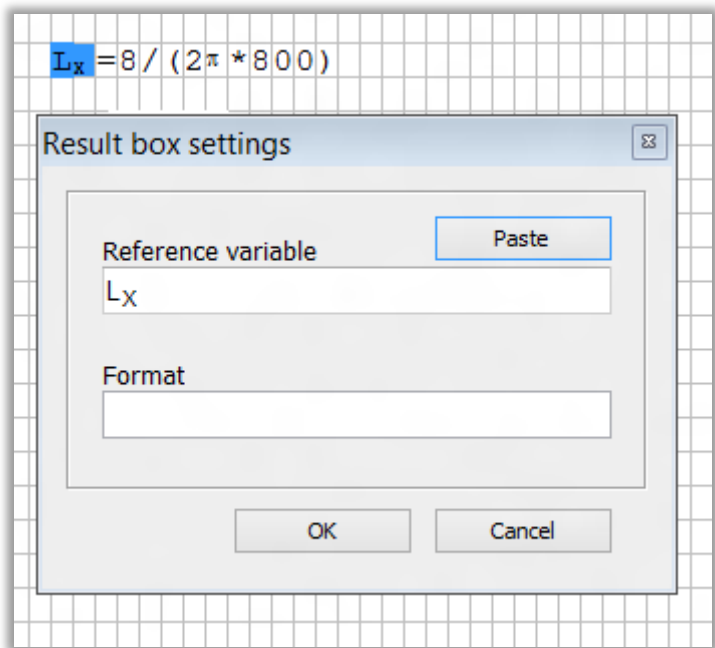 Lₓ=8/(2π*800)
Result box settings
Paste
Reference variable
Lₓ
Format
OK
Cancel